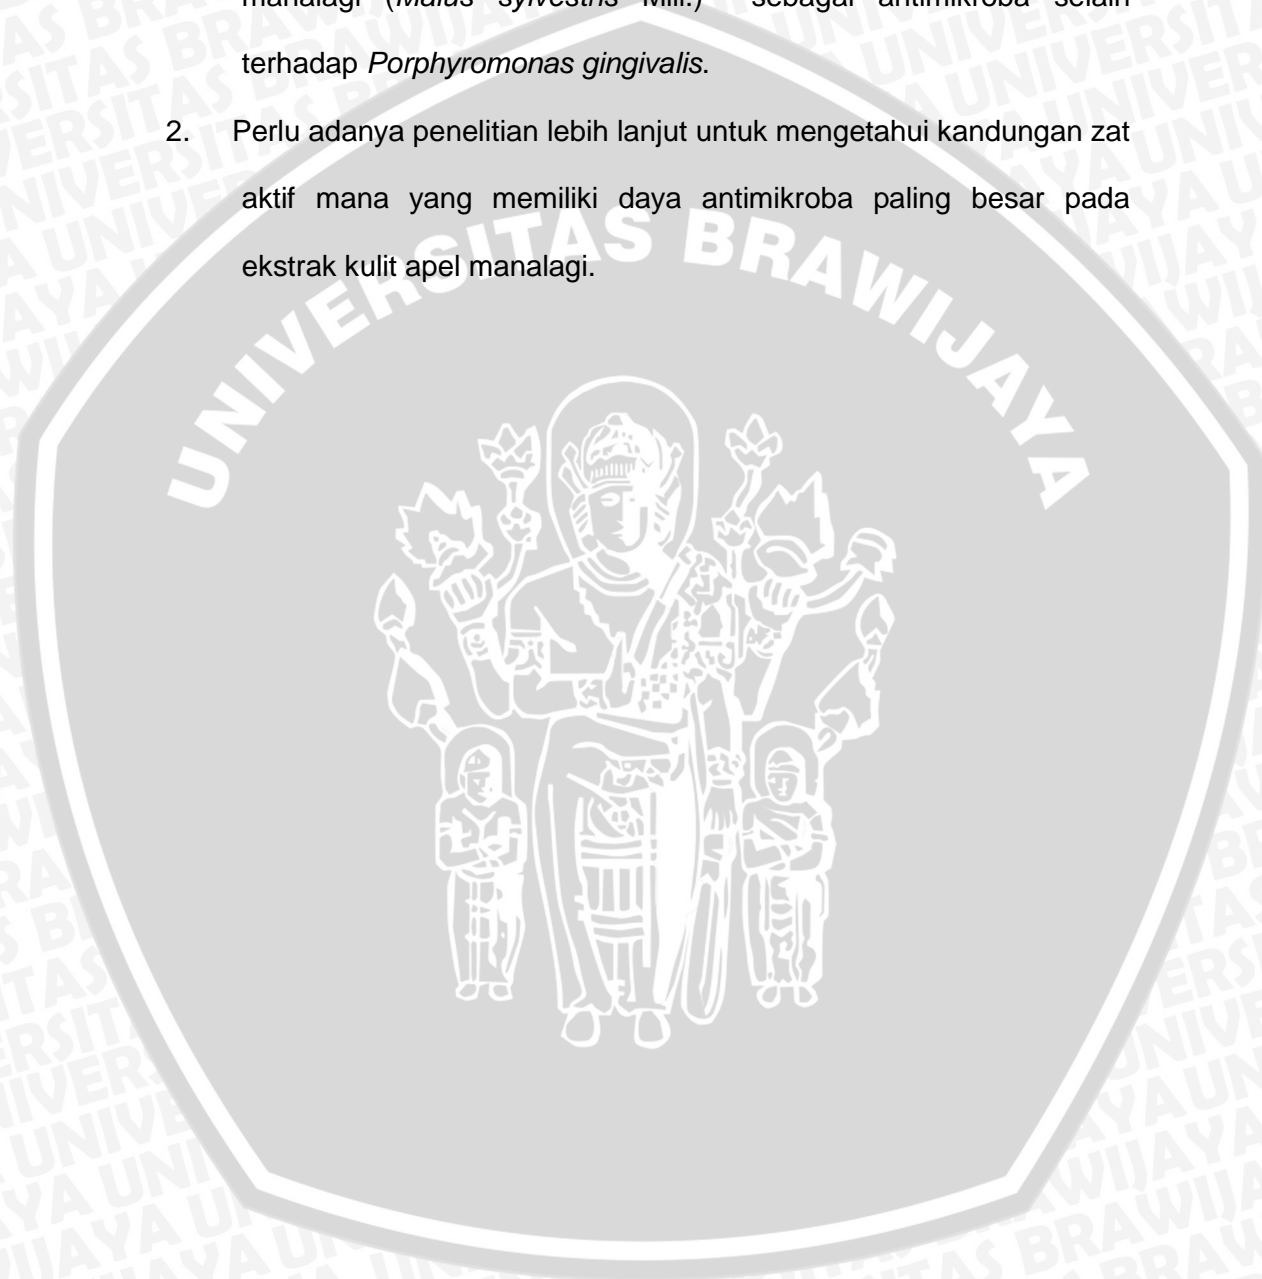 manalagi (Malus sylvestris Mill.) sebagai antimikroba selain
terhadap Porphyromonas gingivalis.
2. Perlu adanya penelitian lebih lanjut untuk mengetahui kandungan zat
aktif mana yang memiliki daya antimikroba paling besar pada
ekstrak kulit apel manalagi.
UNIVERSITAS BRAWIJAYA